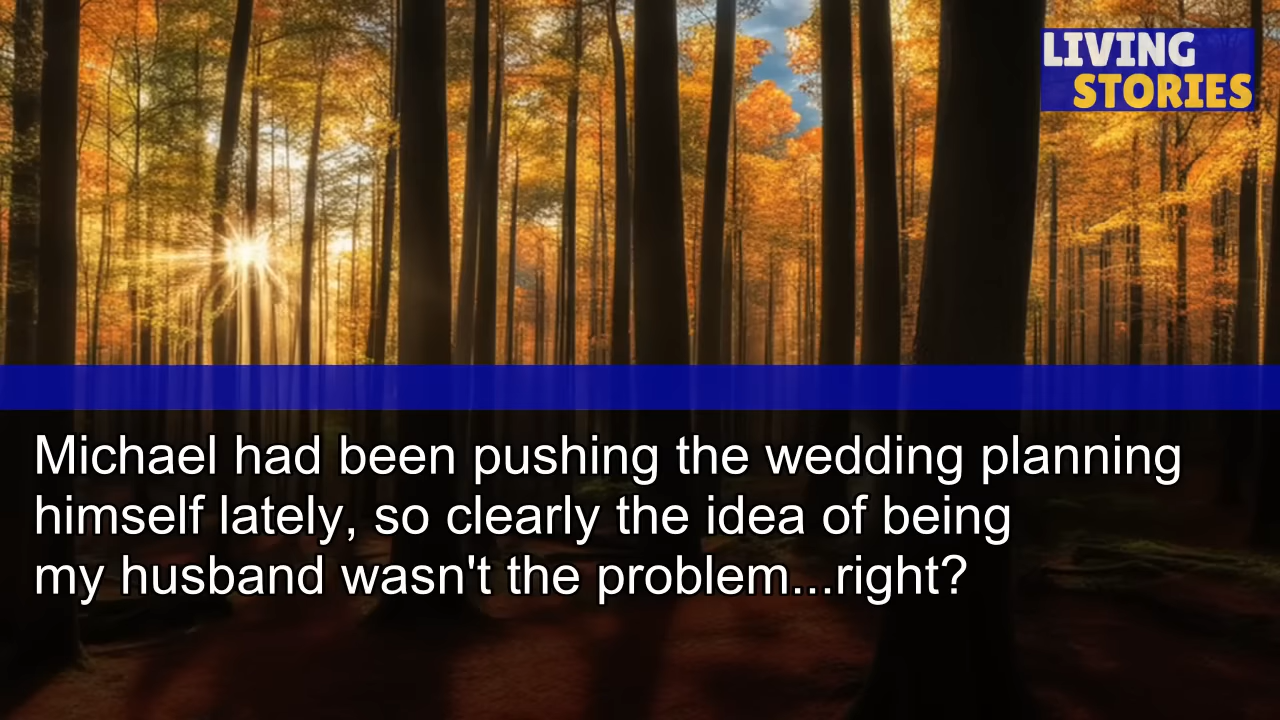 LIVING
STORIES
Michael had been pushing the wedding planning
himself lately, so clearly the idea of being
my husband wasn't the problem...right?